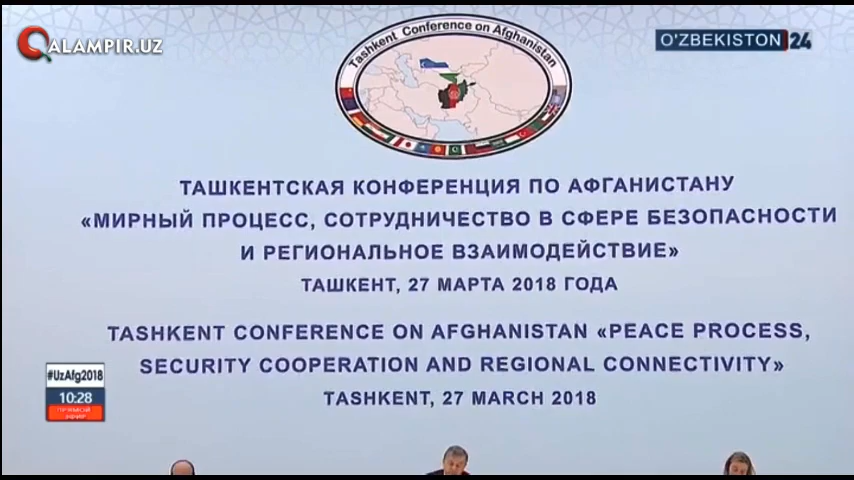 QALAMPIR.UZ
O'ZBEKISTON 24
Tashkent Conference on Afghanistan
ТАШКЕНТСКАЯ КОНФЕРЕНЦИЯ ПО АФГАНИСТАНУ
«МИРНЫЙ ПРОЦЕСС, СОТРУДНИЧЕСТВО В СФЕРЕ БЕЗОПАСНОСТИ
И РЕГИОНАЛЬНОЕ ВЗАИМОДЕЙСТВИЕ»
ТАШКЕНТ, 27 МАРТА 2018 ГОДА
TASHKENT CONFERENCE ON AFGHANISTAN «PEACE PROCESS,
SECURITY COOPERATION AND REGIONAL CONNECTIVITY»
TASHKENT, 27 MARCH 2018
#UzAfg2018
10:28
ПРЯМОЙ
ЭФИР